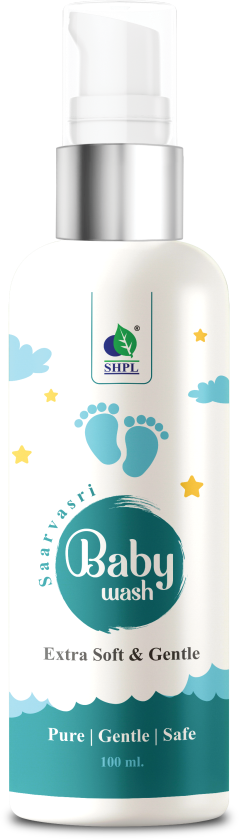 ®
SHPL
Saarvasri
Baby
wash
Extra Soft & Gentle
Pure | Gentle | Safe
100 ml.